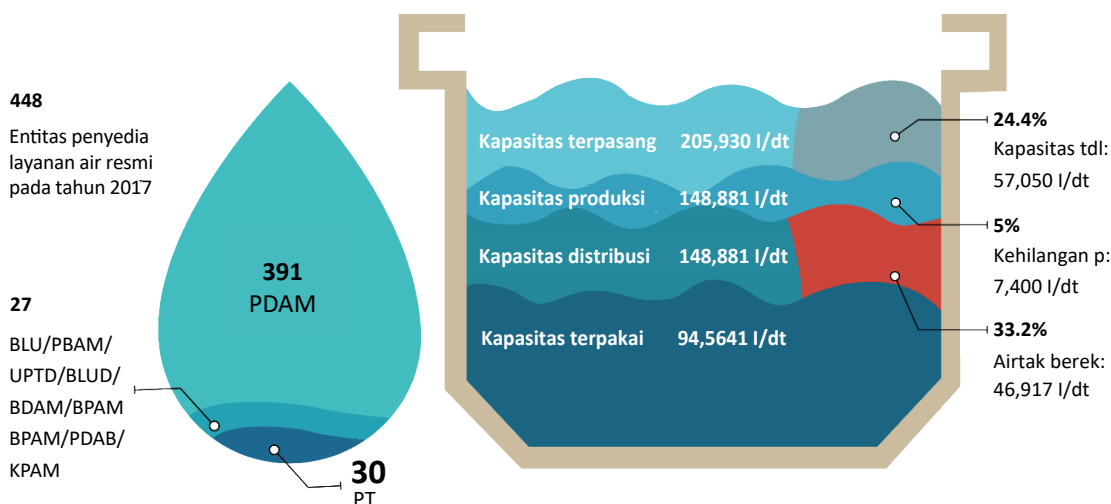 448
Entitas penyedia
layanan air resmi
pada tahun 2017
27
BLU/PBAM/
UPTD/BLUD/
BDAM/BPAM
BPAM/PDAB/
KPAM
391
PDAM
30
PT
Kapasitas terpasang 205,930 l/dt
Kapasitas produksi 148,881 l/dt
Kapasitas distribusi 148,881 l/dt
Kapasitas terpakai 94,5641 l/dt
24.4%
Kapasitas tdl:
57,050 l/dt
5%
Kehilangan p:
7,400 l/dt
33.2%
Airtak berek:
46,917 l/dt